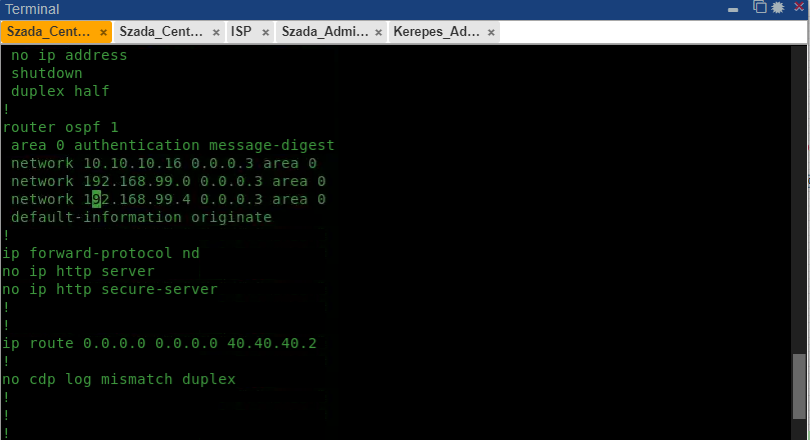 Terminal
Szada_Cent... × Szada_Cent... × ISP × Szada_Admi... × Kerepes_Ad... ×
no ip address
shutdown
duplex half
!
router ospf 1
area 0 authentication message-digest
network 10.10.10.16 0.0.0.3 area 0
network 192.168.99.0 0.0.0.3 area 0
network 192.168.99.4 0.0.0.3 area 0
default-information originate
!
ip forward-protocol nd
no ip http server
no ip http secure-server
!
!
ip route 0.0.0.0 0.0.0.0 40.40.40.2
!
no cdp log mismatch duplex
!
!
!